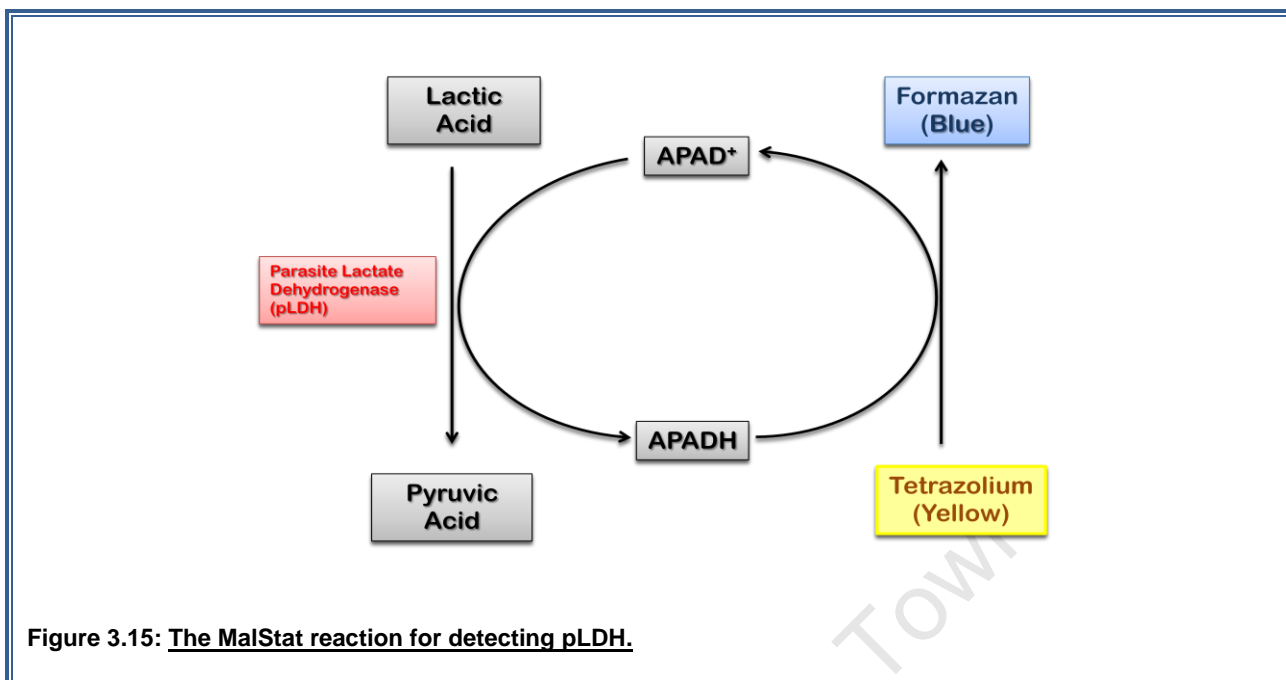 Lactic
Acid
Formazan
(Blue)
APAD⁺
Parasite Lactate
Dehydrogenase
(pLDH)
APADH
Pyruvic
Acid
Tetrazolium
(Yellow)
Town
Figure 3.15: The MalStat reaction for detecting pLDH.